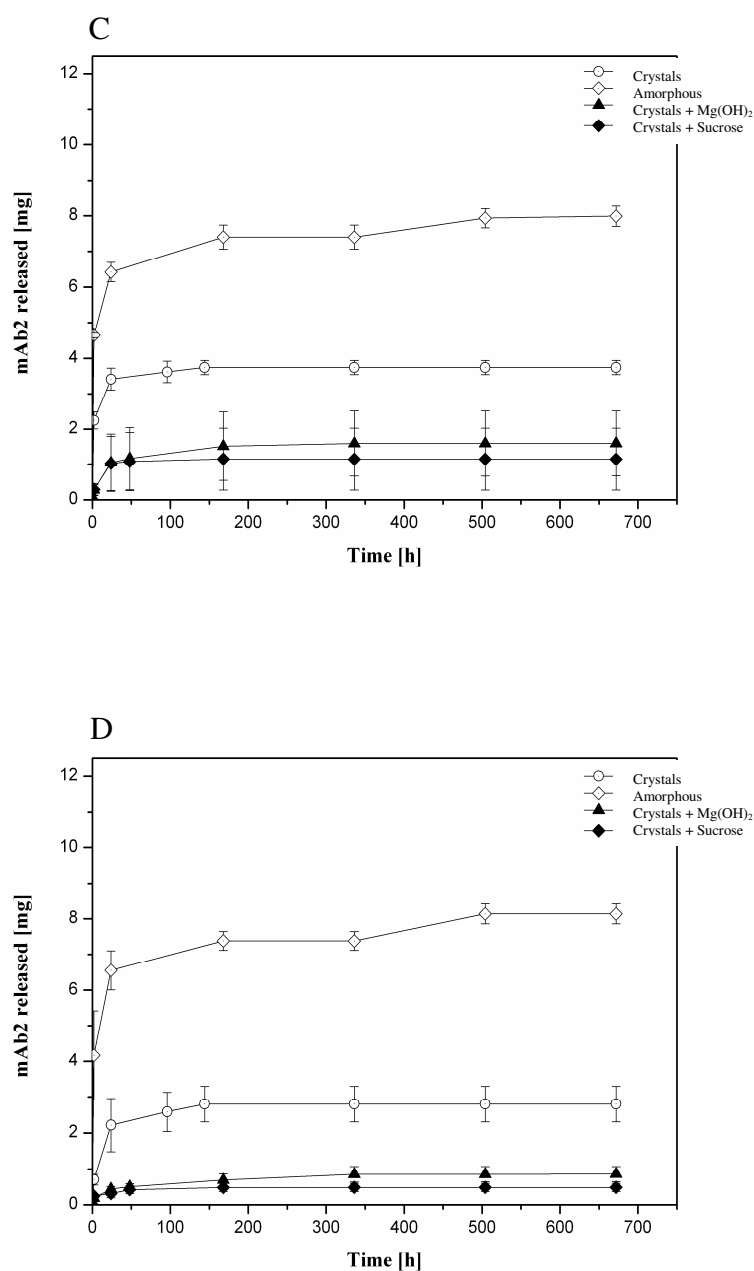 C
12
10
8
6
4
2
0
mAb2 released [mg]
Crystals
Amorphous
Crystals + Mg(OH)₂
Crystals + Sucrose
0 100 200 300 400 500 600 700
Time [h]
D
12
10
8
6
4
2
0
mAb2 released [mg]
Crystals
Amorphous
Crystals + Mg(OH)₂
Crystals + Sucrose
0 100 200 300 400 500 600 700
Time [h]